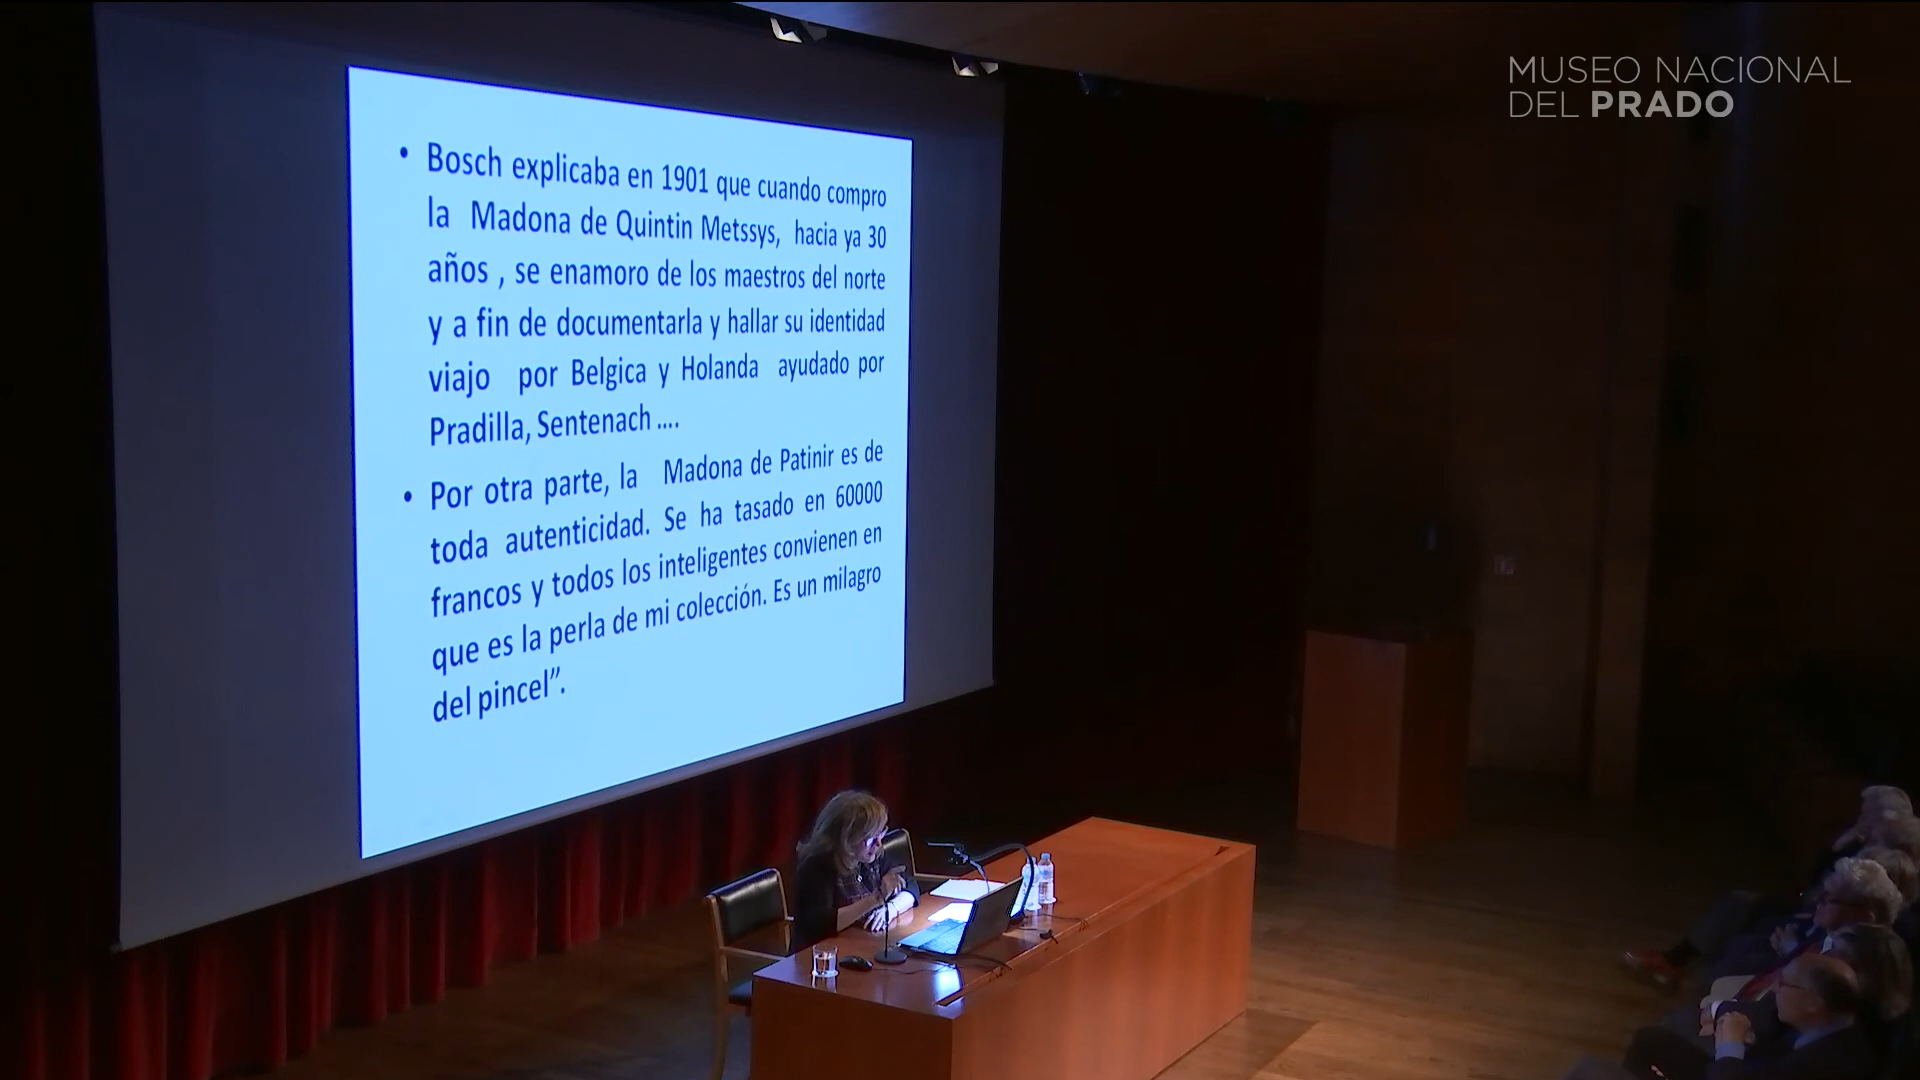 MUSEO NACIONAL
DEL PRADO
• Bosch explicaba en 1901 que cuando compro
la Madona de Quintin Metssys, hacia ya 30
años , se enamoro de los maestros del norte
y a fin de documentarla y hallar su identidad
viajo por Belgica y Holanda ayudado por
Pradilla, Sentenach ....
• Por otra parte, la Madona de Patinir es de
toda autenticidad. Se ha tasado en 60000
francos y todos los inteligentes convienen en
que es la perla de mi colección. Es un milagro
del pincel”.